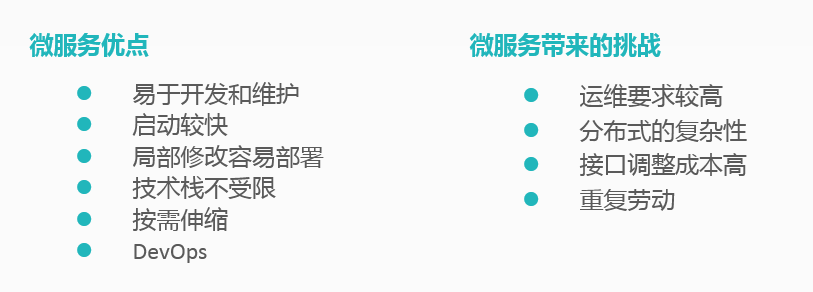 微服务优点
易于开发和维护
启动较快
局部修改容易部署
技术栈不受限
按需伸缩
DevOps
微服务带来的挑战
运维要求较高
分布式的复杂性
接口调整成本高
重复劳动